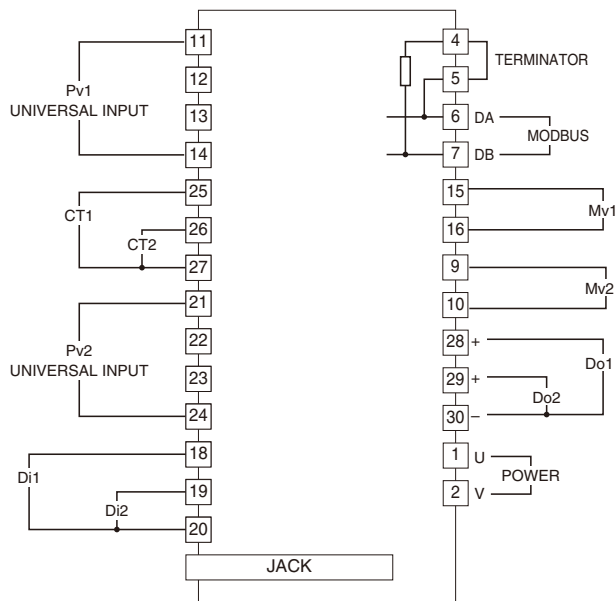 11
12
13
14
Pv1
UNIVERSAL INPUT
25
26
27
CT1
CT2
21
22
23
24
Pv2
UNIVERSAL INPUT
18
19
20
Di1
Di2
4
5
TERMINATOR
6 DA
7 DB
MODBUS
15
16
Mv1
9
10
Mv2
28 +
29 +
30 −
Do1
Do2
1 U
2 V
POWER
JACK